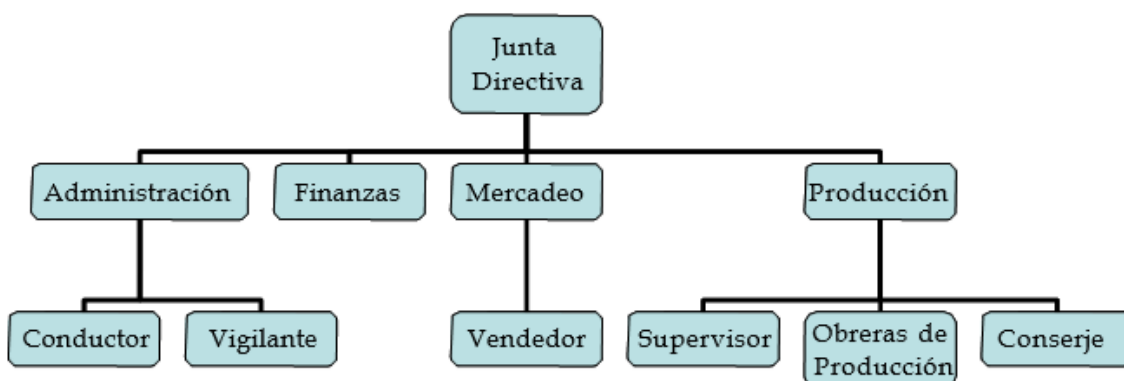 Junta
Directiva
Administración
Finanzas
Mercadeo
Producción
Conductor
Vigilante
Vendedor
Supervisor
Obreras de
Producción
Conserje